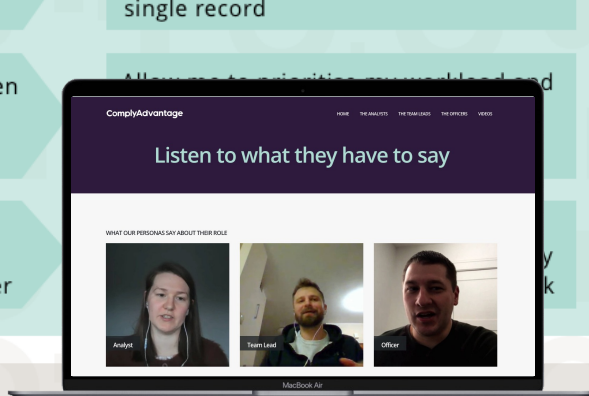 single record
en
Allow me to prioritise my workload and
ComplyAdvantage
HOME THE ANALYSTS THE TEAM LEADS THE OFFICERS VIDEOS
Listen to what they have to say
WHAT OUR PERSONAS SAY ABOUT THEIR ROLE
y
er
k
Analyst
Team Lead
Officer
MacBook Air